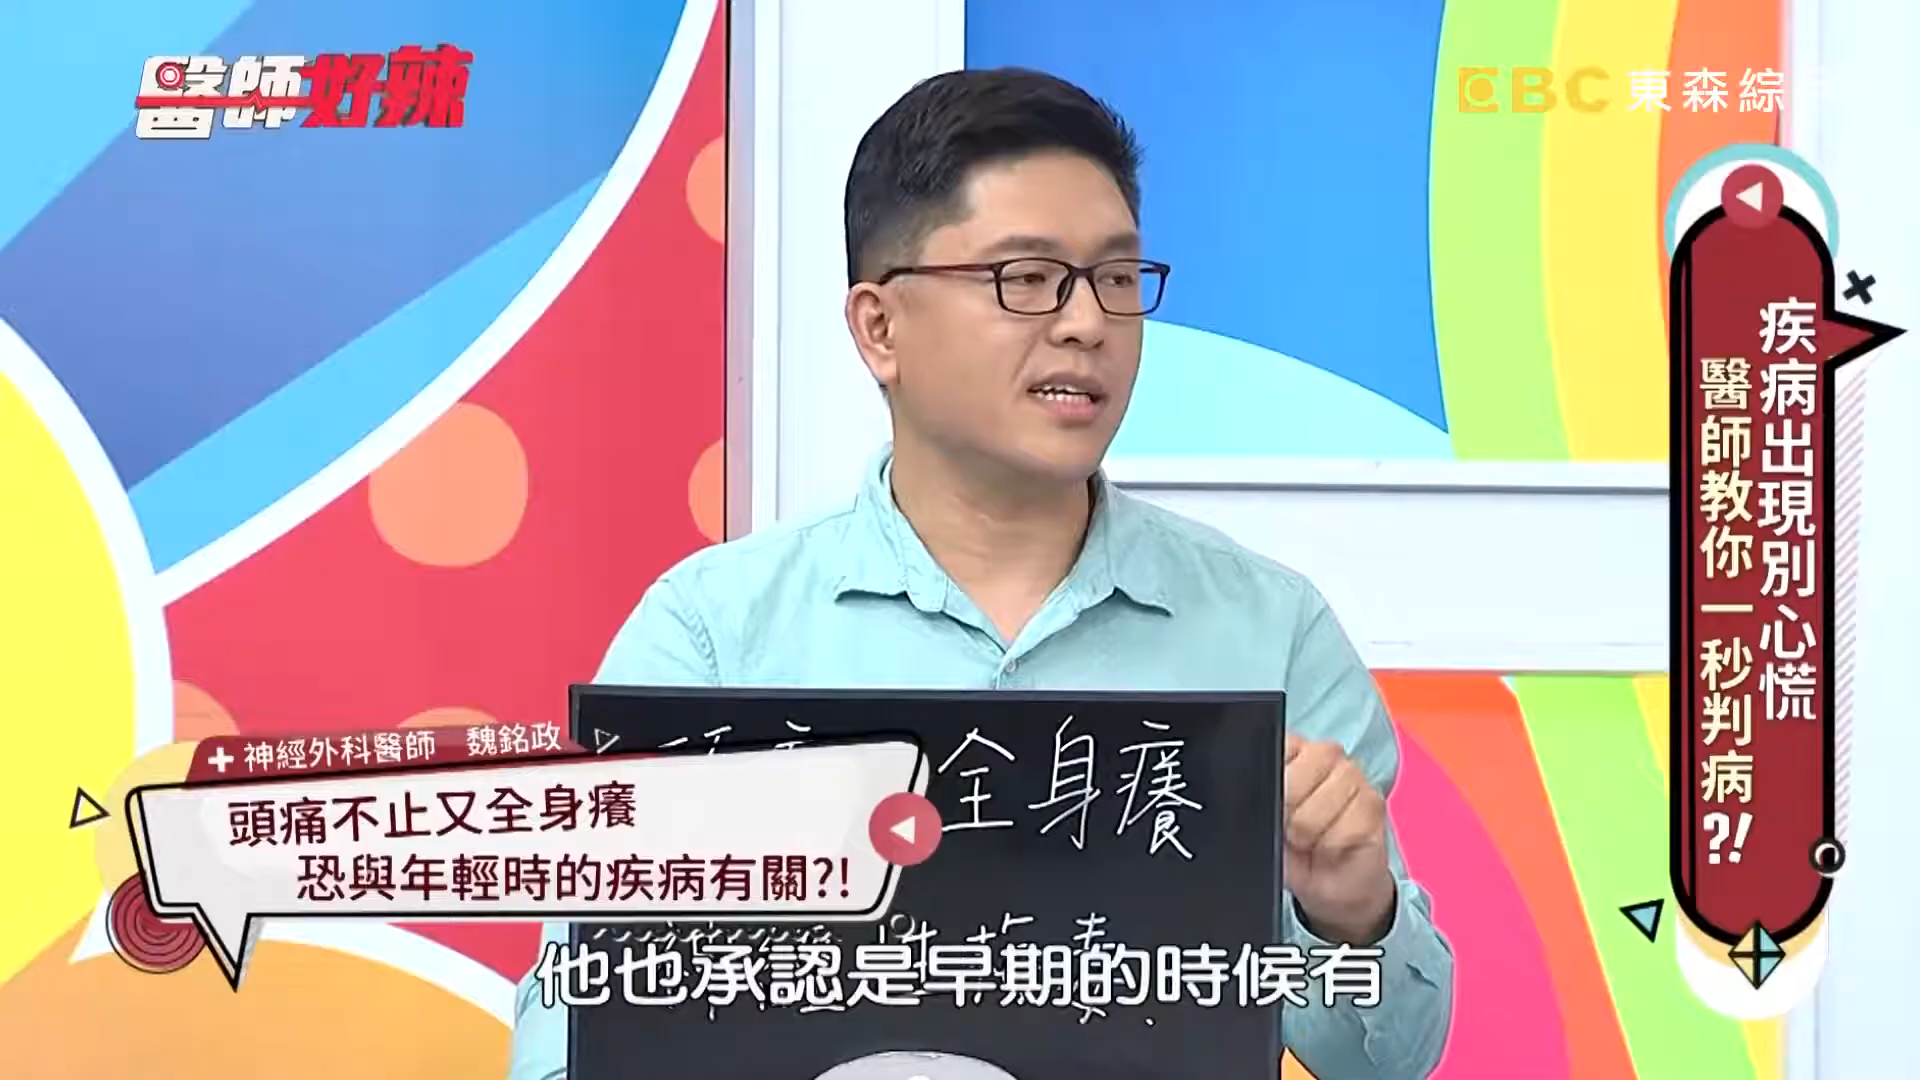 醫師好辣
EBC 東森綜
疾病出現別心慌
醫師教你一秒判病?!
神經外科醫師 魏銘政
頭痛不止又全身癢
恐與年輕時的疾病有關?!
全身癢
他也承認是早期的時候有